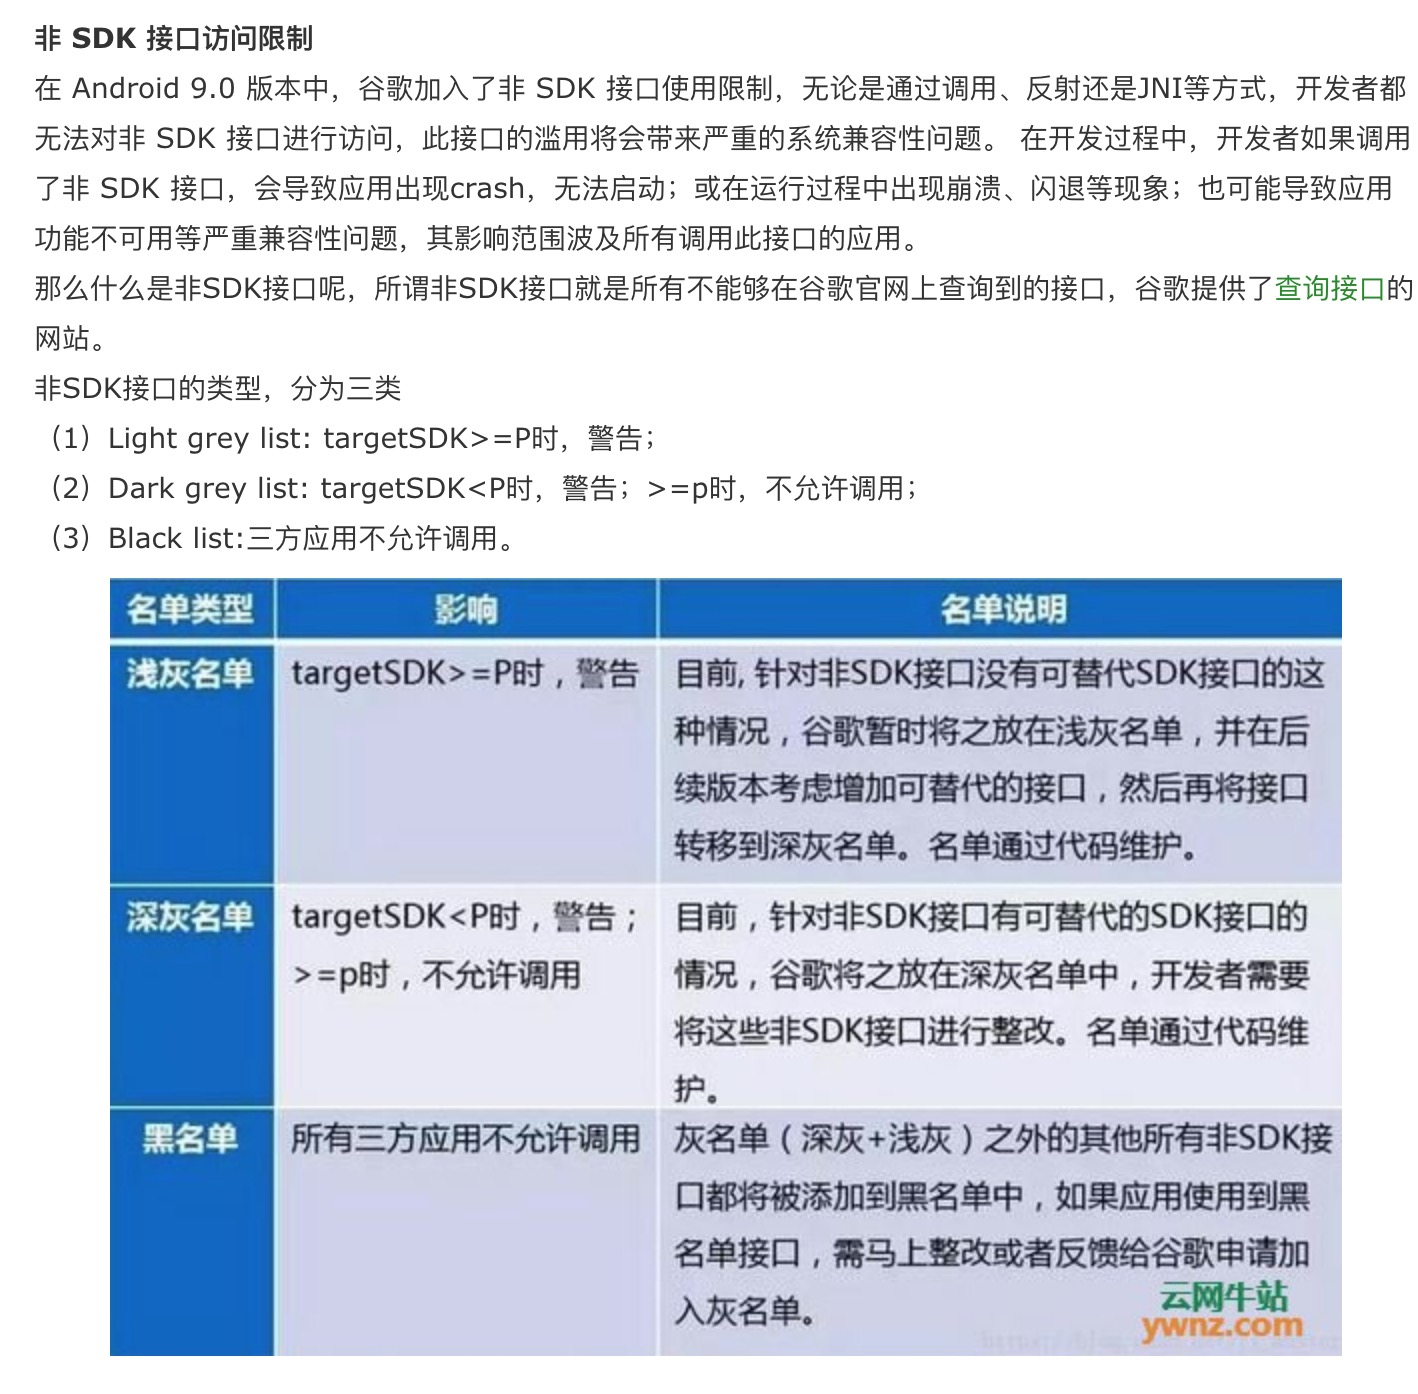 非 SDK 接口访问限制
在 Android 9.0 版本中，谷歌加入了非 SDK 接口使用限制，无论是通过调用、反射还是JNI等方式，开发者都
无法对非 SDK 接口进行访问，此接口的滥用将会带来严重的系统兼容性问题。 在开发过程中，开发者如果调用
了非 SDK 接口，会导致应用出现crash，无法启动；或在运行过程中出现崩溃、闪退等现象；也可能导致应用
功能不可用等严重兼容性问题，其影响范围波及所有调用此接口的应用。
那么什么是非SDK接口呢，所谓非SDK接口就是所有不能够在谷歌官网上查询到的接口，谷歌提供了查询接口的
网站。
非SDK接口的类型，分为三类
（1）Light grey list: targetSDK>=P时，警告；
（2）Dark grey list: targetSDK<P时，警告；>=p时，不允许调用；
（3）Black list:三方应用不允许调用。
名单类型 影响 名单说明
浅灰名单 targetSDK>=P时，警告 目前, 针对非SDK接口没有可替代SDK接口的这
种情况，谷歌暂时将之放在浅灰名单，并在后
续版本考虑增加可替代的接口，然后再将接口
转移到深灰名单。名单通过代码维护。
深灰名单 targetSDK<P时，警告； 目前，针对非SDK接口有可替代的SDK接口的
>=p时，不允许调用 情况，谷歌将之放在深灰名单中，开发者需要
将这些非SDK接口进行整改。名单通过代码维
护。
黑名单 所有三方应用不允许调用 灰名单（深灰+浅灰）之外的其他所有非SDK接
口都将被添加到黑名单中，如果应用使用到黑
名单接口，需马上整改或者反馈给谷歌申请加
入灰名单。
云网牛站
ywnz.com